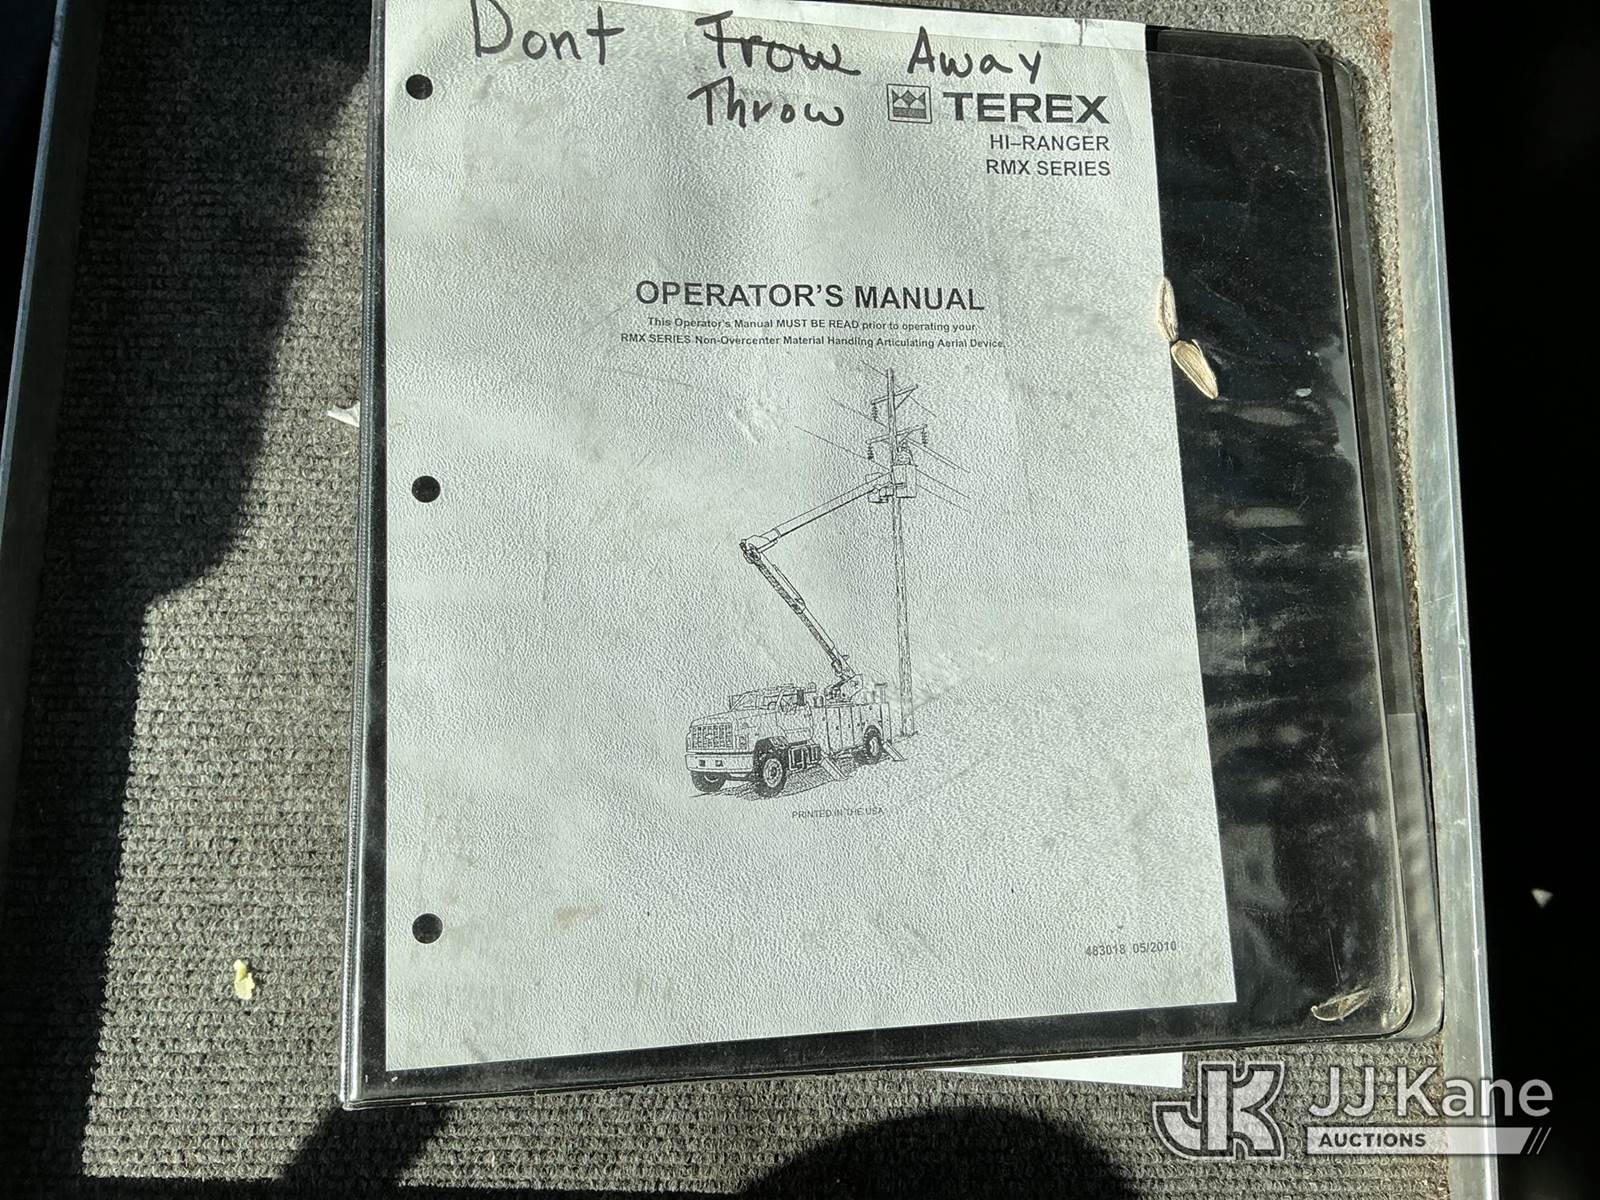 Dont Trow Away
Throw
TEREX
HI–RANGER
RMX SERIES
OPERATOR'S MANUAL
This Operator's Manual MUST BE READ prior to operating your
RMX SERIES Non-Overcenter Material Handling Articulating Aerial Device.
PRINTED IN THE USA
483018 05/2010
JK JJ Kane
AUCTIONS